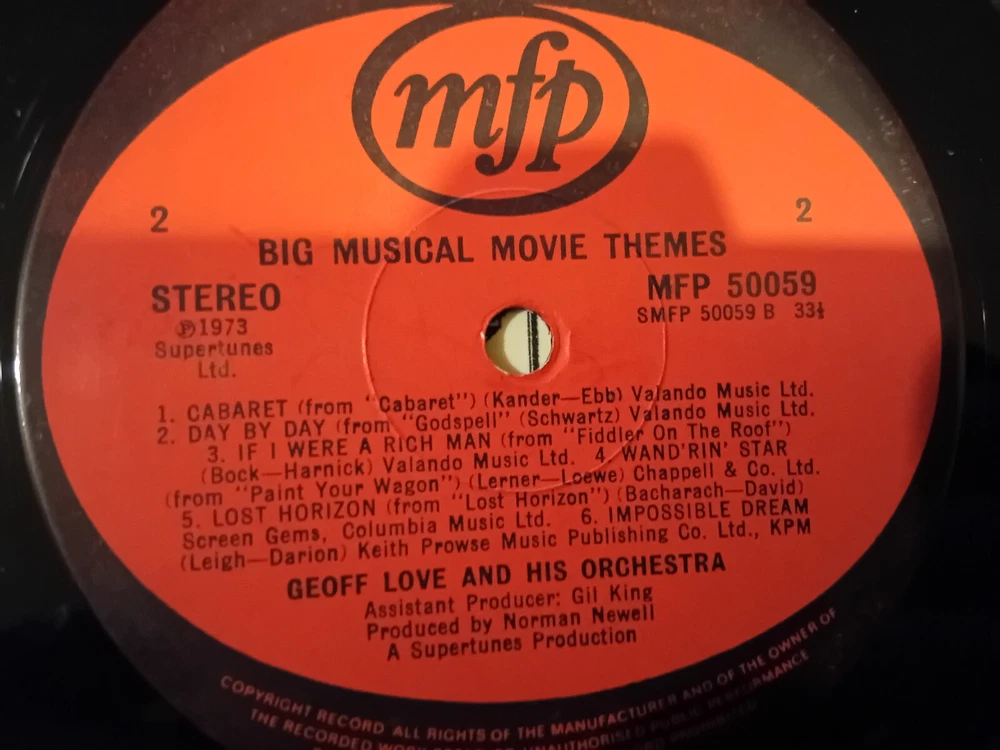 mfp
2 2
BIG MUSICAL MOVIE THEMES
STEREO MFP 50059
Ⓟ1973 SMFP 50059 B 33⅓
Supertunes
Ltd.
1. CABARET (from "Cabaret") (Kander—Ebb) Valando Music Ltd.
2. DAY BY DAY (from "Godspell" (Schwartz) Valando Music Ltd.
3. IF I WERE A RICH MAN (from "Fiddler On The Roof")
(Bock—Harnick) Valando Music Ltd. 4 WAND'RIN' STAR
(from "Paint Your Wagon") (Lerner—Loewe) Chappell & Co. Ltd.
5. LOST HORIZON (from "Lost Horizon") (Bacharach—David)
Screen Gems, Columbia Music Ltd. 6. IMPOSSIBLE DREAM
(Leigh—Darion) Keith Prowse Music Publishing Co. Ltd., KPM
GEOFF LOVE AND HIS ORCHESTRA
Assistant Producer: Gil King
Produced by Norman Newell
A Supertunes Production
COPYRIGHT RECORD ALL RIGHTS OF THE MANUFACTURER AND OF THE OWNER OF
THE RECORDED WORK UNAUTHORISED PUBLIC PERFORMANCE